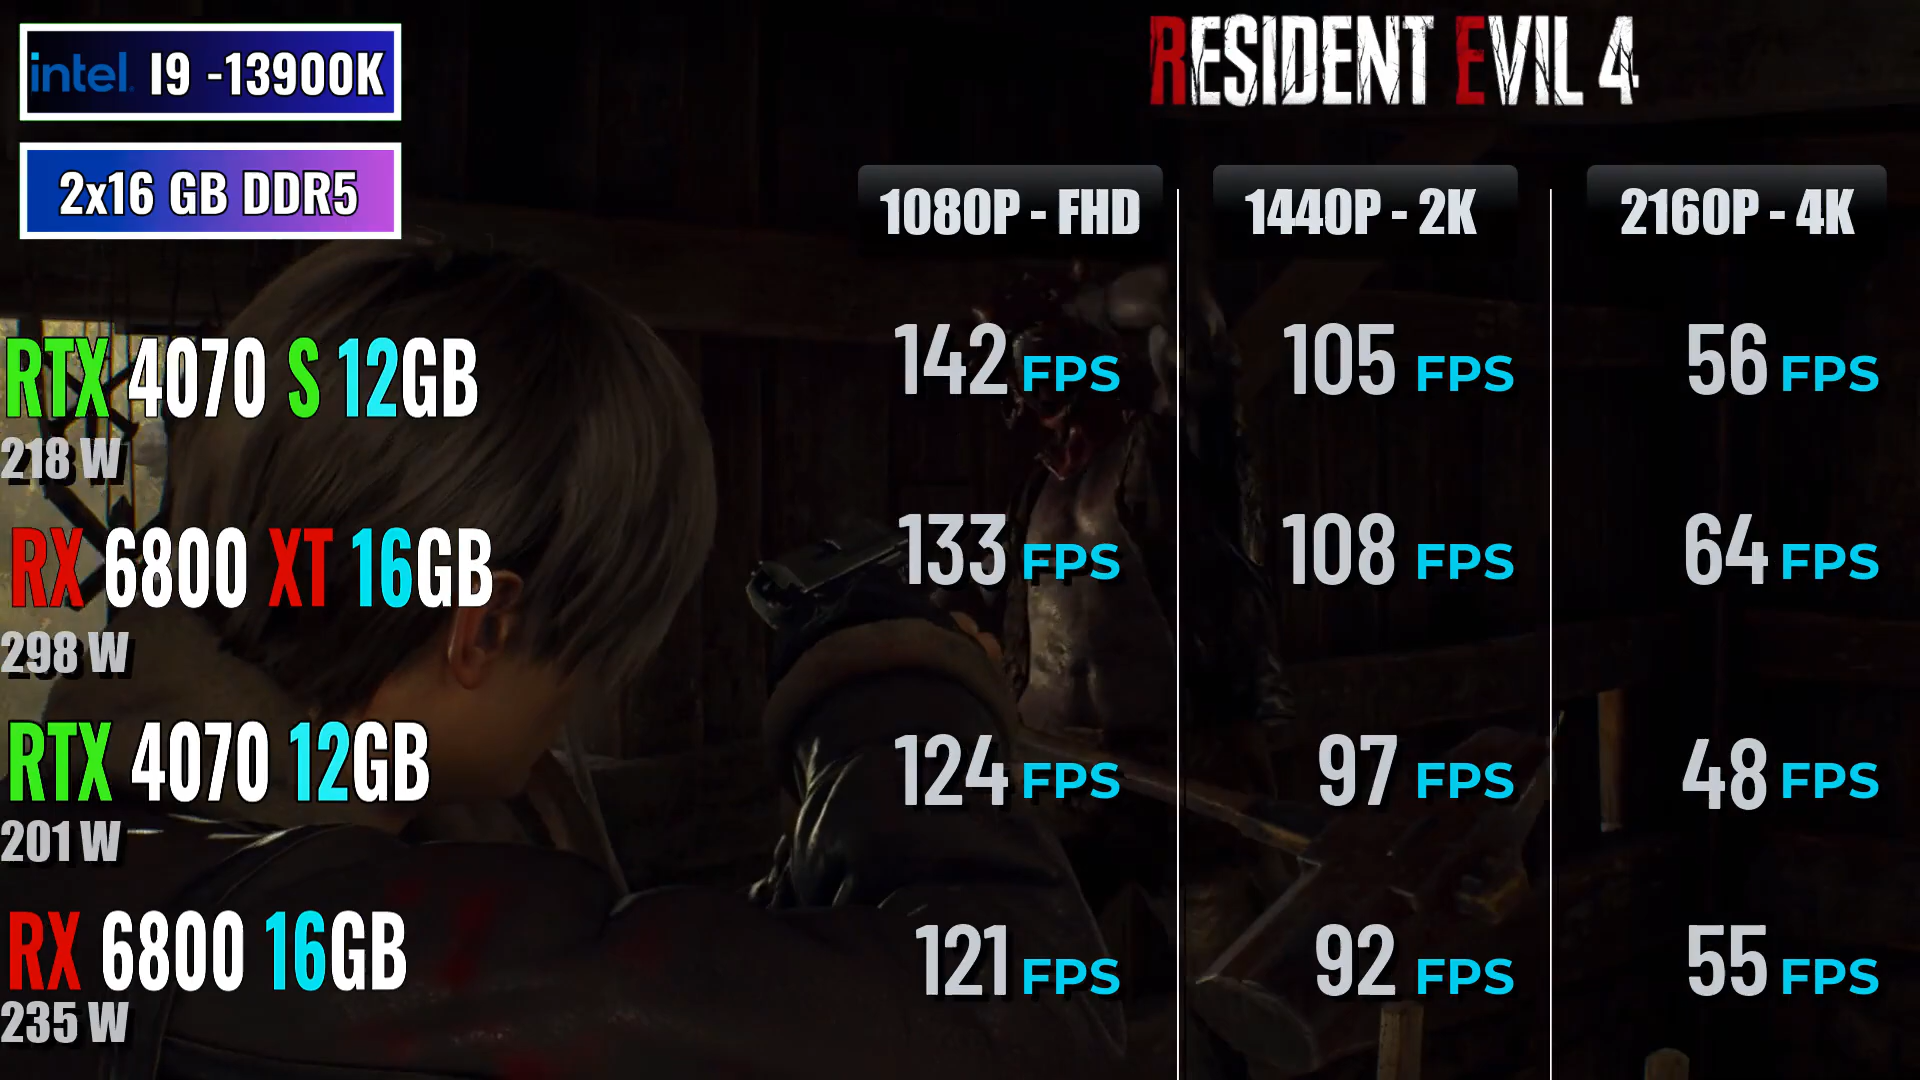 intel. I9 -13900K
RESIDENT EVIL 4
2x16 GB DDR5
1080P - FHD 1440P - 2K 2160P - 4K
RTX 4070 S 12GB 142 FPS 105 FPS 56 FPS
218 W
RX 6800 XT 16GB 133 FPS 108 FPS 64 FPS
298 W
RTX 4070 12GB 124 FPS 97 FPS 48 FPS
201 W
RX 6800 16GB 121 FPS 92 FPS 55 FPS
235 W